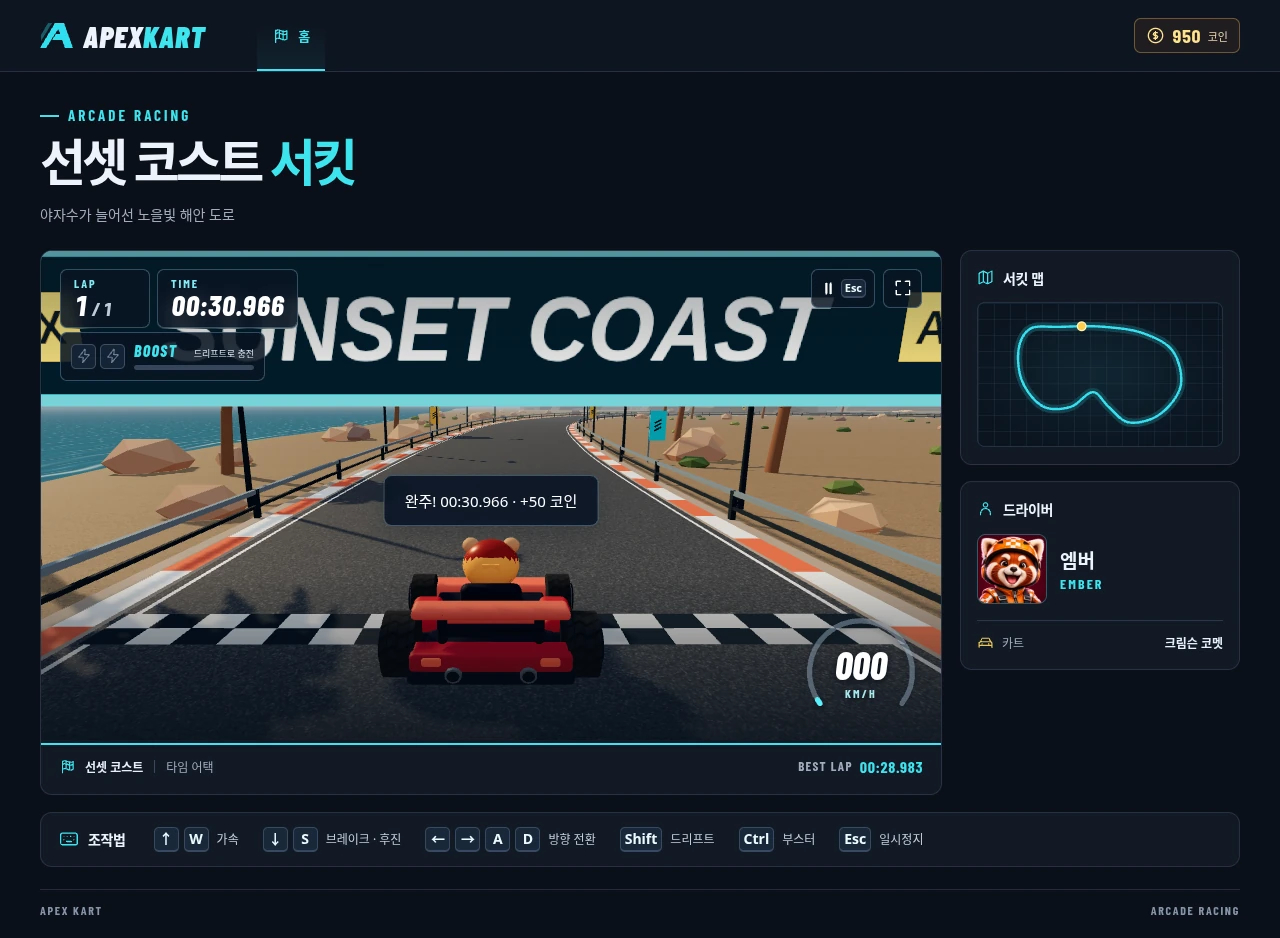 APEXKART
홈
950 코인
ARCADE RACING
선셋 코스트 서킷
야자수가 늘어선 노을빛 해안 도로
LAP
1 / 1
TIME
00:30.966
Esc
SUNSET COAST
X
A
BOOST 드리프트로 충전
완주! 00:30.966 · +50 코인
000
KM/H
선셋 코스트 타임 어택
BEST LAP 00:28.983
서킷 맵
드라이버
엠버
EMBER
카트 크림슨 코멧
조작법 ↑ W 가속 ↓ S 브레이크 · 후진 ← → A D 방향 전환 Shift 드리프트 Ctrl 부스터 Esc 일시정지
APEX KART
ARCADE RACING